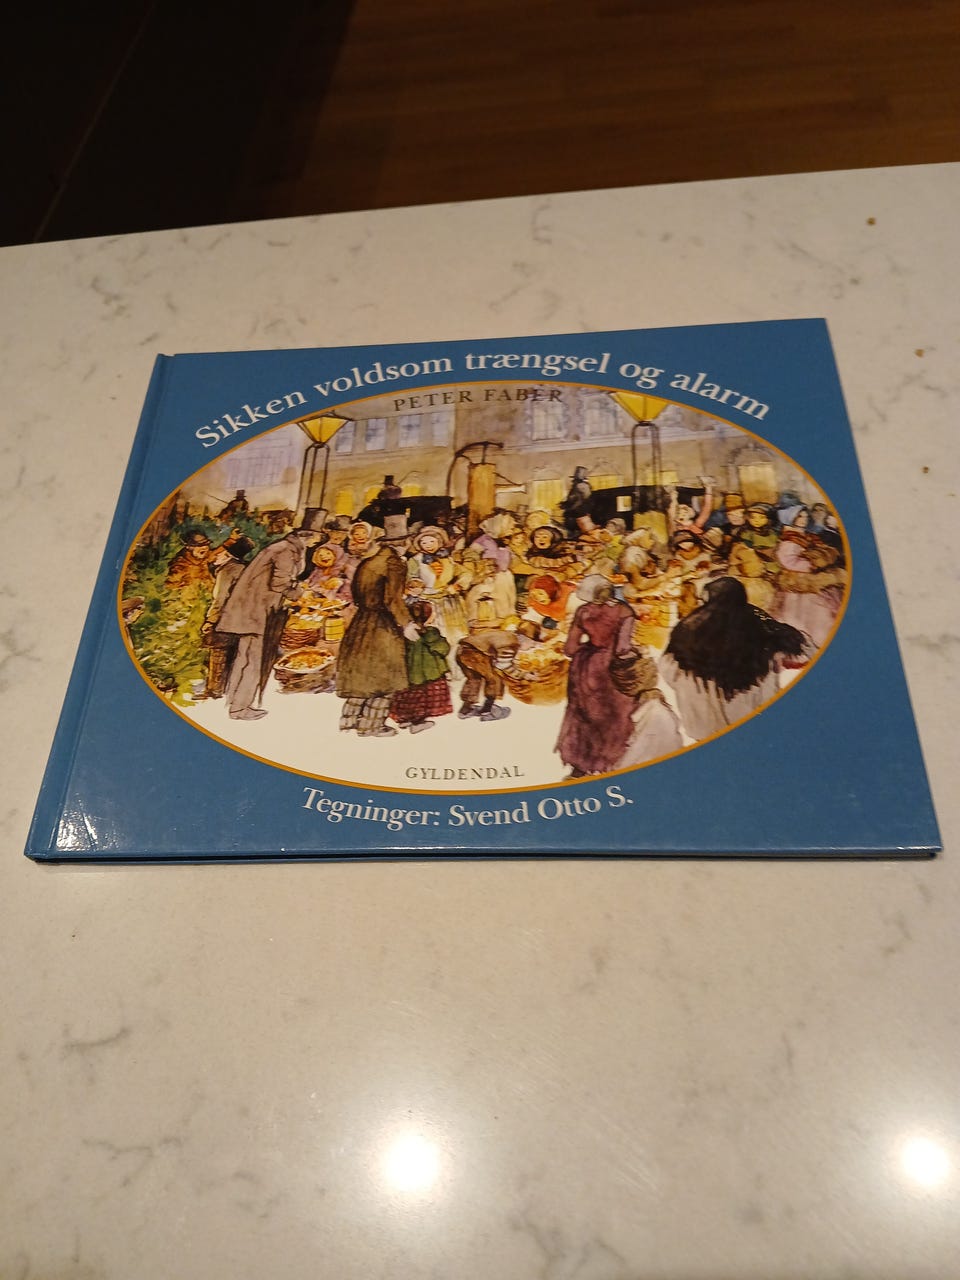 Sikken voldsom trængsel og alarm
PETER FABER
GYLDENDAL
Tegninger: Svend Otto S.